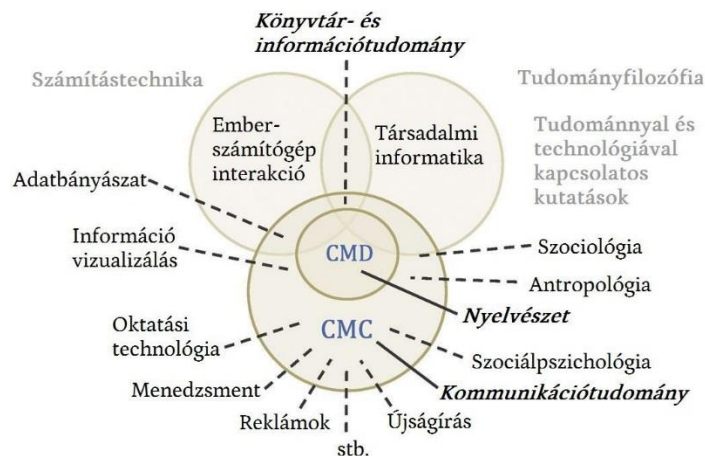 Könyvtár- és
információtudomány
Számítástechnika
Tudományfilozófia
Ember-
számítógép
interakció
Társadalmi
informatika
Tudománnyal és
technológiával
kapcsolatos
kutatások
Adatbányászat
Információ
vizualizálás
CMD
Szociológia
Antropológia
Nyelvészet
Oktatási
technológia
CMC
Szociálpszichológia
Menedzsment
Kommunikációtudomány
Reklámok
Újságírás
stb.